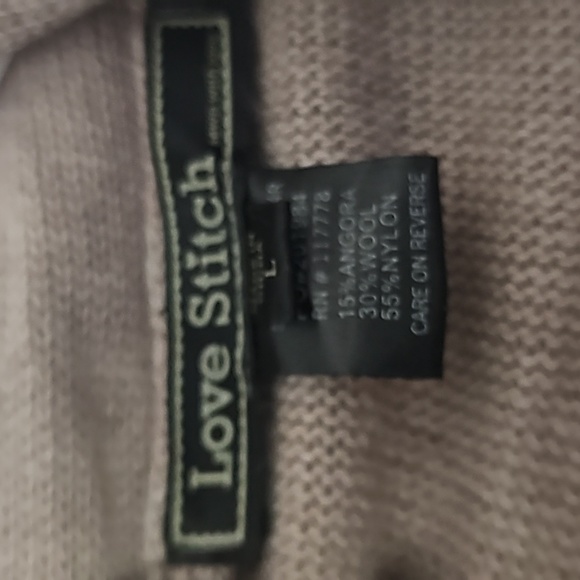 Love Stitch
L
RN # 117778
15%ANGORA
30%WOOL
55%NYLON
CARE ON REVERSE